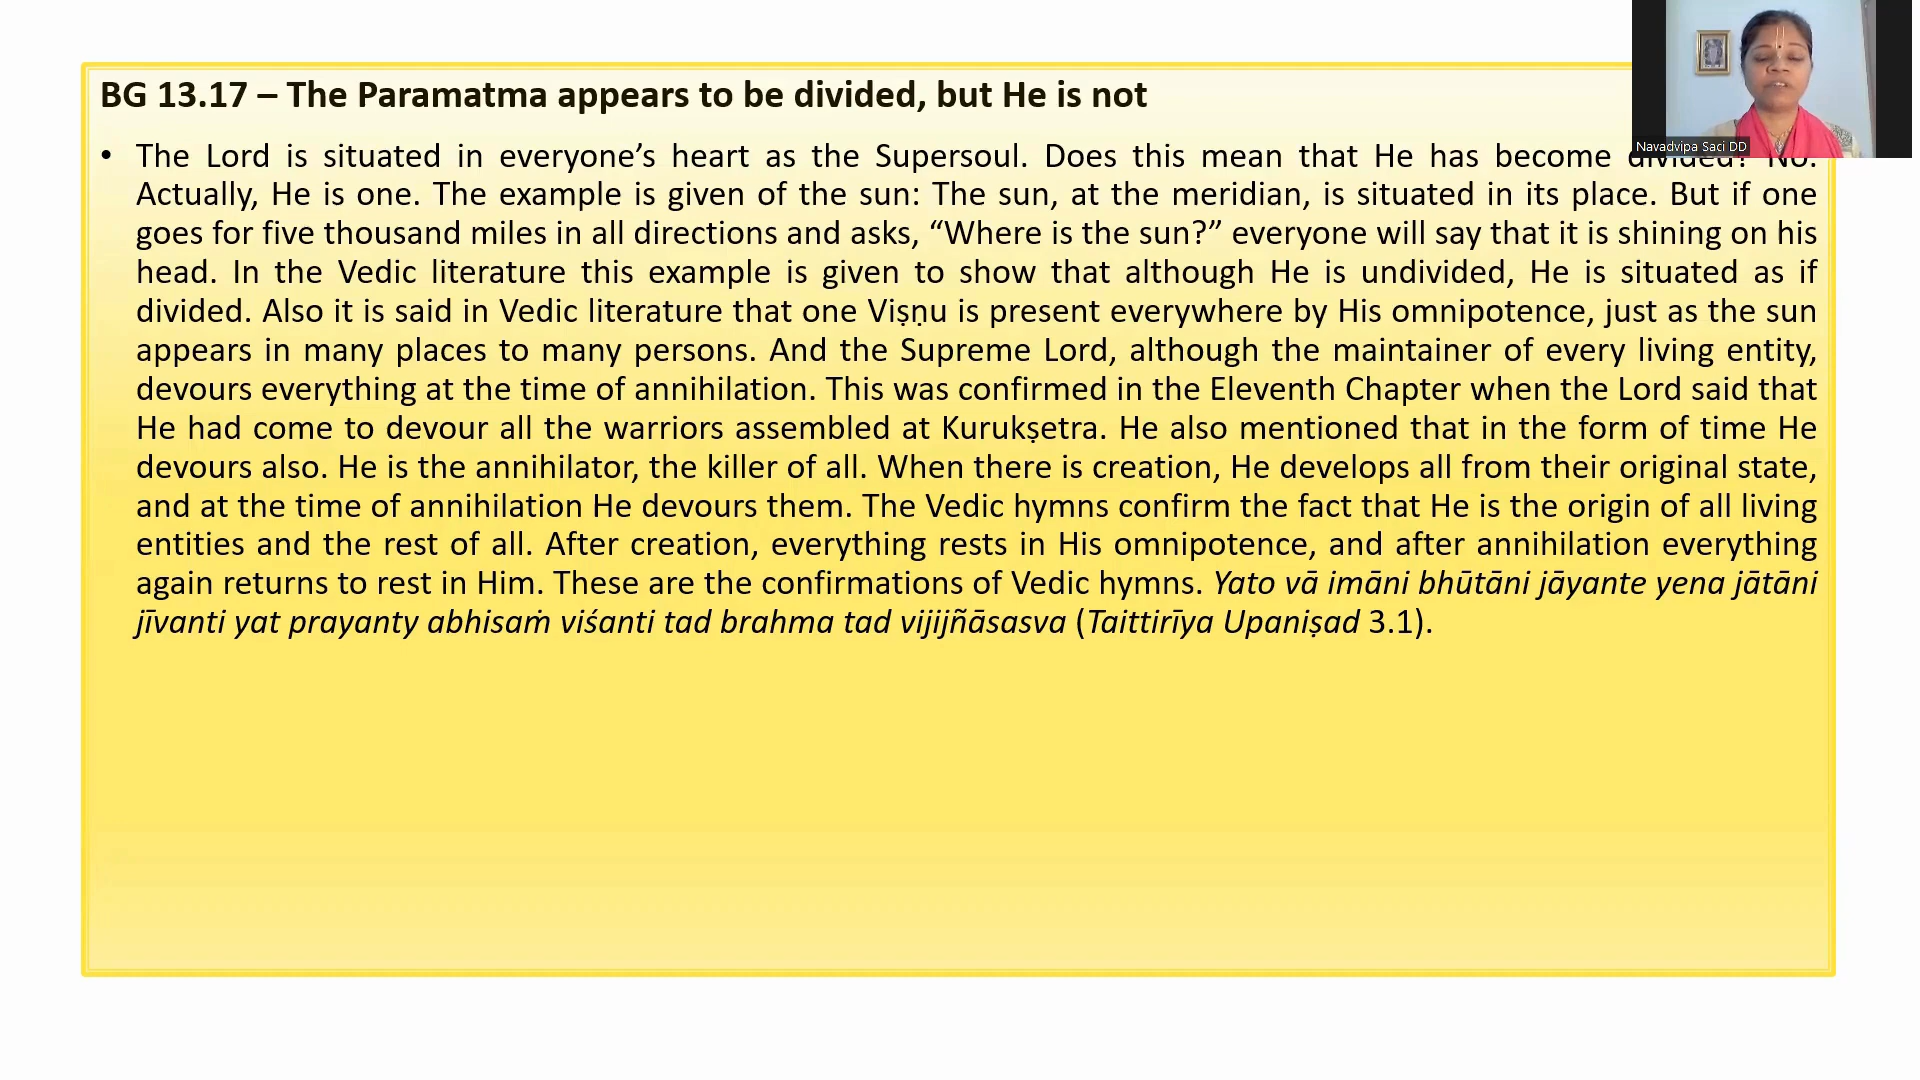 BG 13.17 – The Paramatma appears to be divided, but He is not
Navadvipa Saci DD
• The Lord is situated in everyone’s heart as the Supersoul. Does this mean that He has become divided? No.
Actually, He is one. The example is given of the sun: The sun, at the meridian, is situated in its place. But if one
goes for five thousand miles in all directions and asks, “Where is the sun?” everyone will say that it is shining on his
head. In the Vedic literature this example is given to show that although He is undivided, He is situated as if
divided. Also it is said in Vedic literature that one Viṣṇu is present everywhere by His omnipotence, just as the sun
appears in many places to many persons. And the Supreme Lord, although the maintainer of every living entity,
devours everything at the time of annihilation. This was confirmed in the Eleventh Chapter when the Lord said that
He had come to devour all the warriors assembled at Kurukṣetra. He also mentioned that in the form of time He
devours also. He is the annihilator, the killer of all. When there is creation, He develops all from their original state,
and at the time of annihilation He devours them. The Vedic hymns confirm the fact that He is the origin of all living
entities and the rest of all. After creation, everything rests in His omnipotence, and after annihilation everything
again returns to rest in Him. These are the confirmations of Vedic hymns. Yato vā imāni bhūtāni jāyante yena jātāni
jīvanti yat prayanty abhisaṁ viśanti tad brahma tad vijijñāsasva (Taittirīya Upaniṣad 3.1).